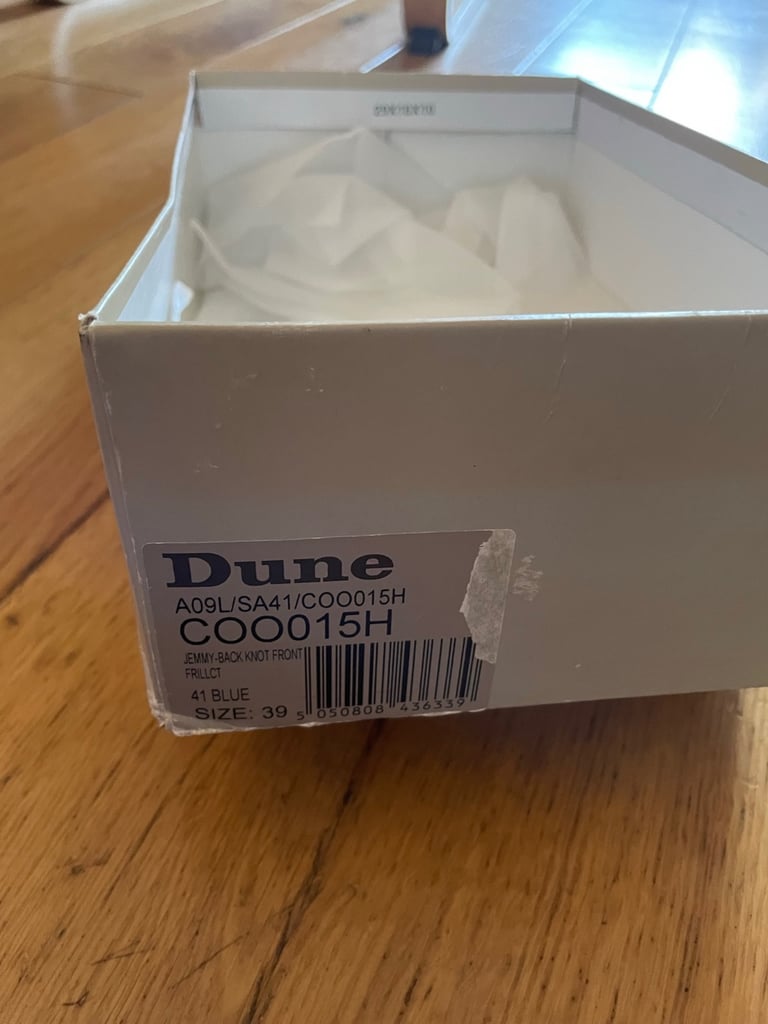 Dune
A09L/SA41/COO015H
COO015H
JEMMY-BACK KNOT FRONT
FRILLCT
41 BLUE
SIZE: 39
5 050808 436339